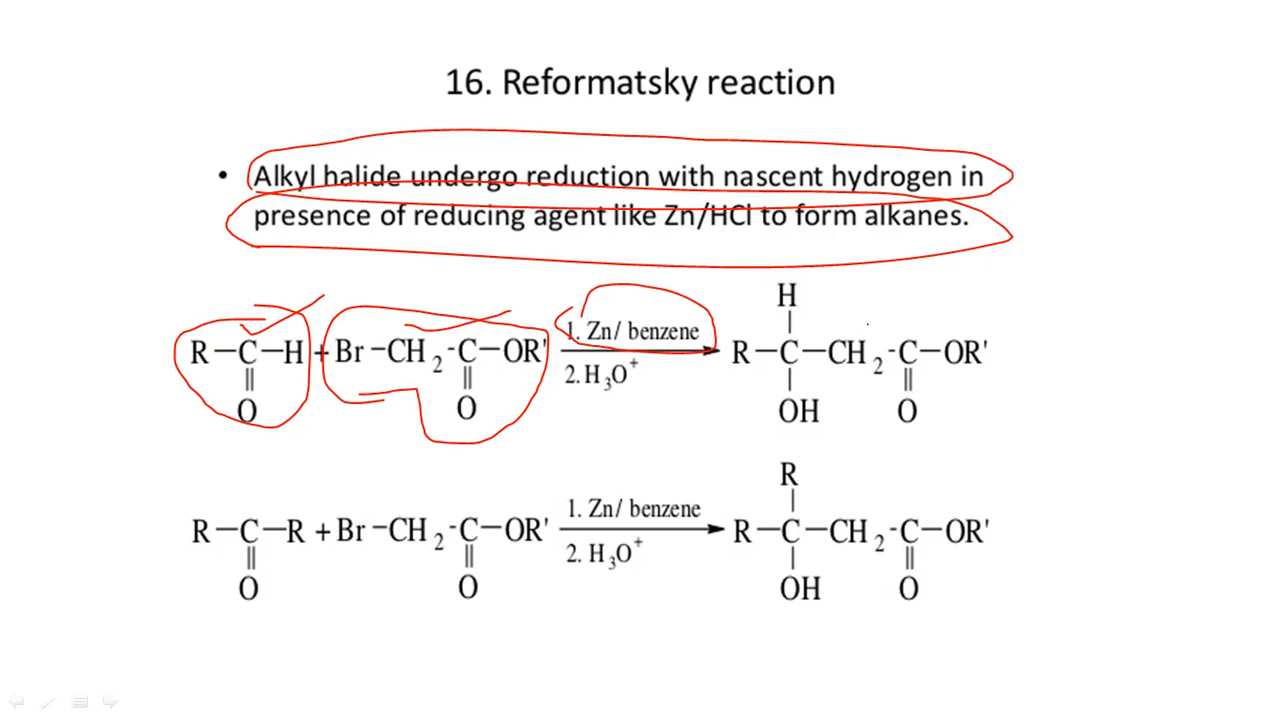 16. Reformatsky reaction
• Alkyl halide undergo reduction with nascent hydrogen in
presence of reducing agent like Zn/HCl to form alkanes.
H
R–C–H + Br–CH2-C–OR' 1. Zn/ benzene R–C–CH2-C–OR'
2. H3O+
O O OH O
R
R–C–R + Br–CH2-C–OR' 1. Zn/ benzene R–C–CH2-C–OR'
2. H3O+
O O OH O